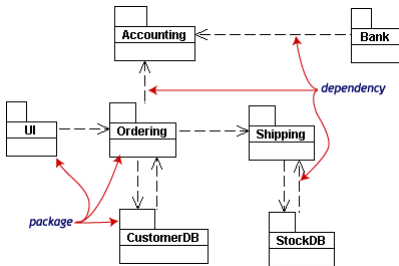 Accounting
Bank
dependency
UI
Ordering
Shipping
package
CustomerDB
StockDB